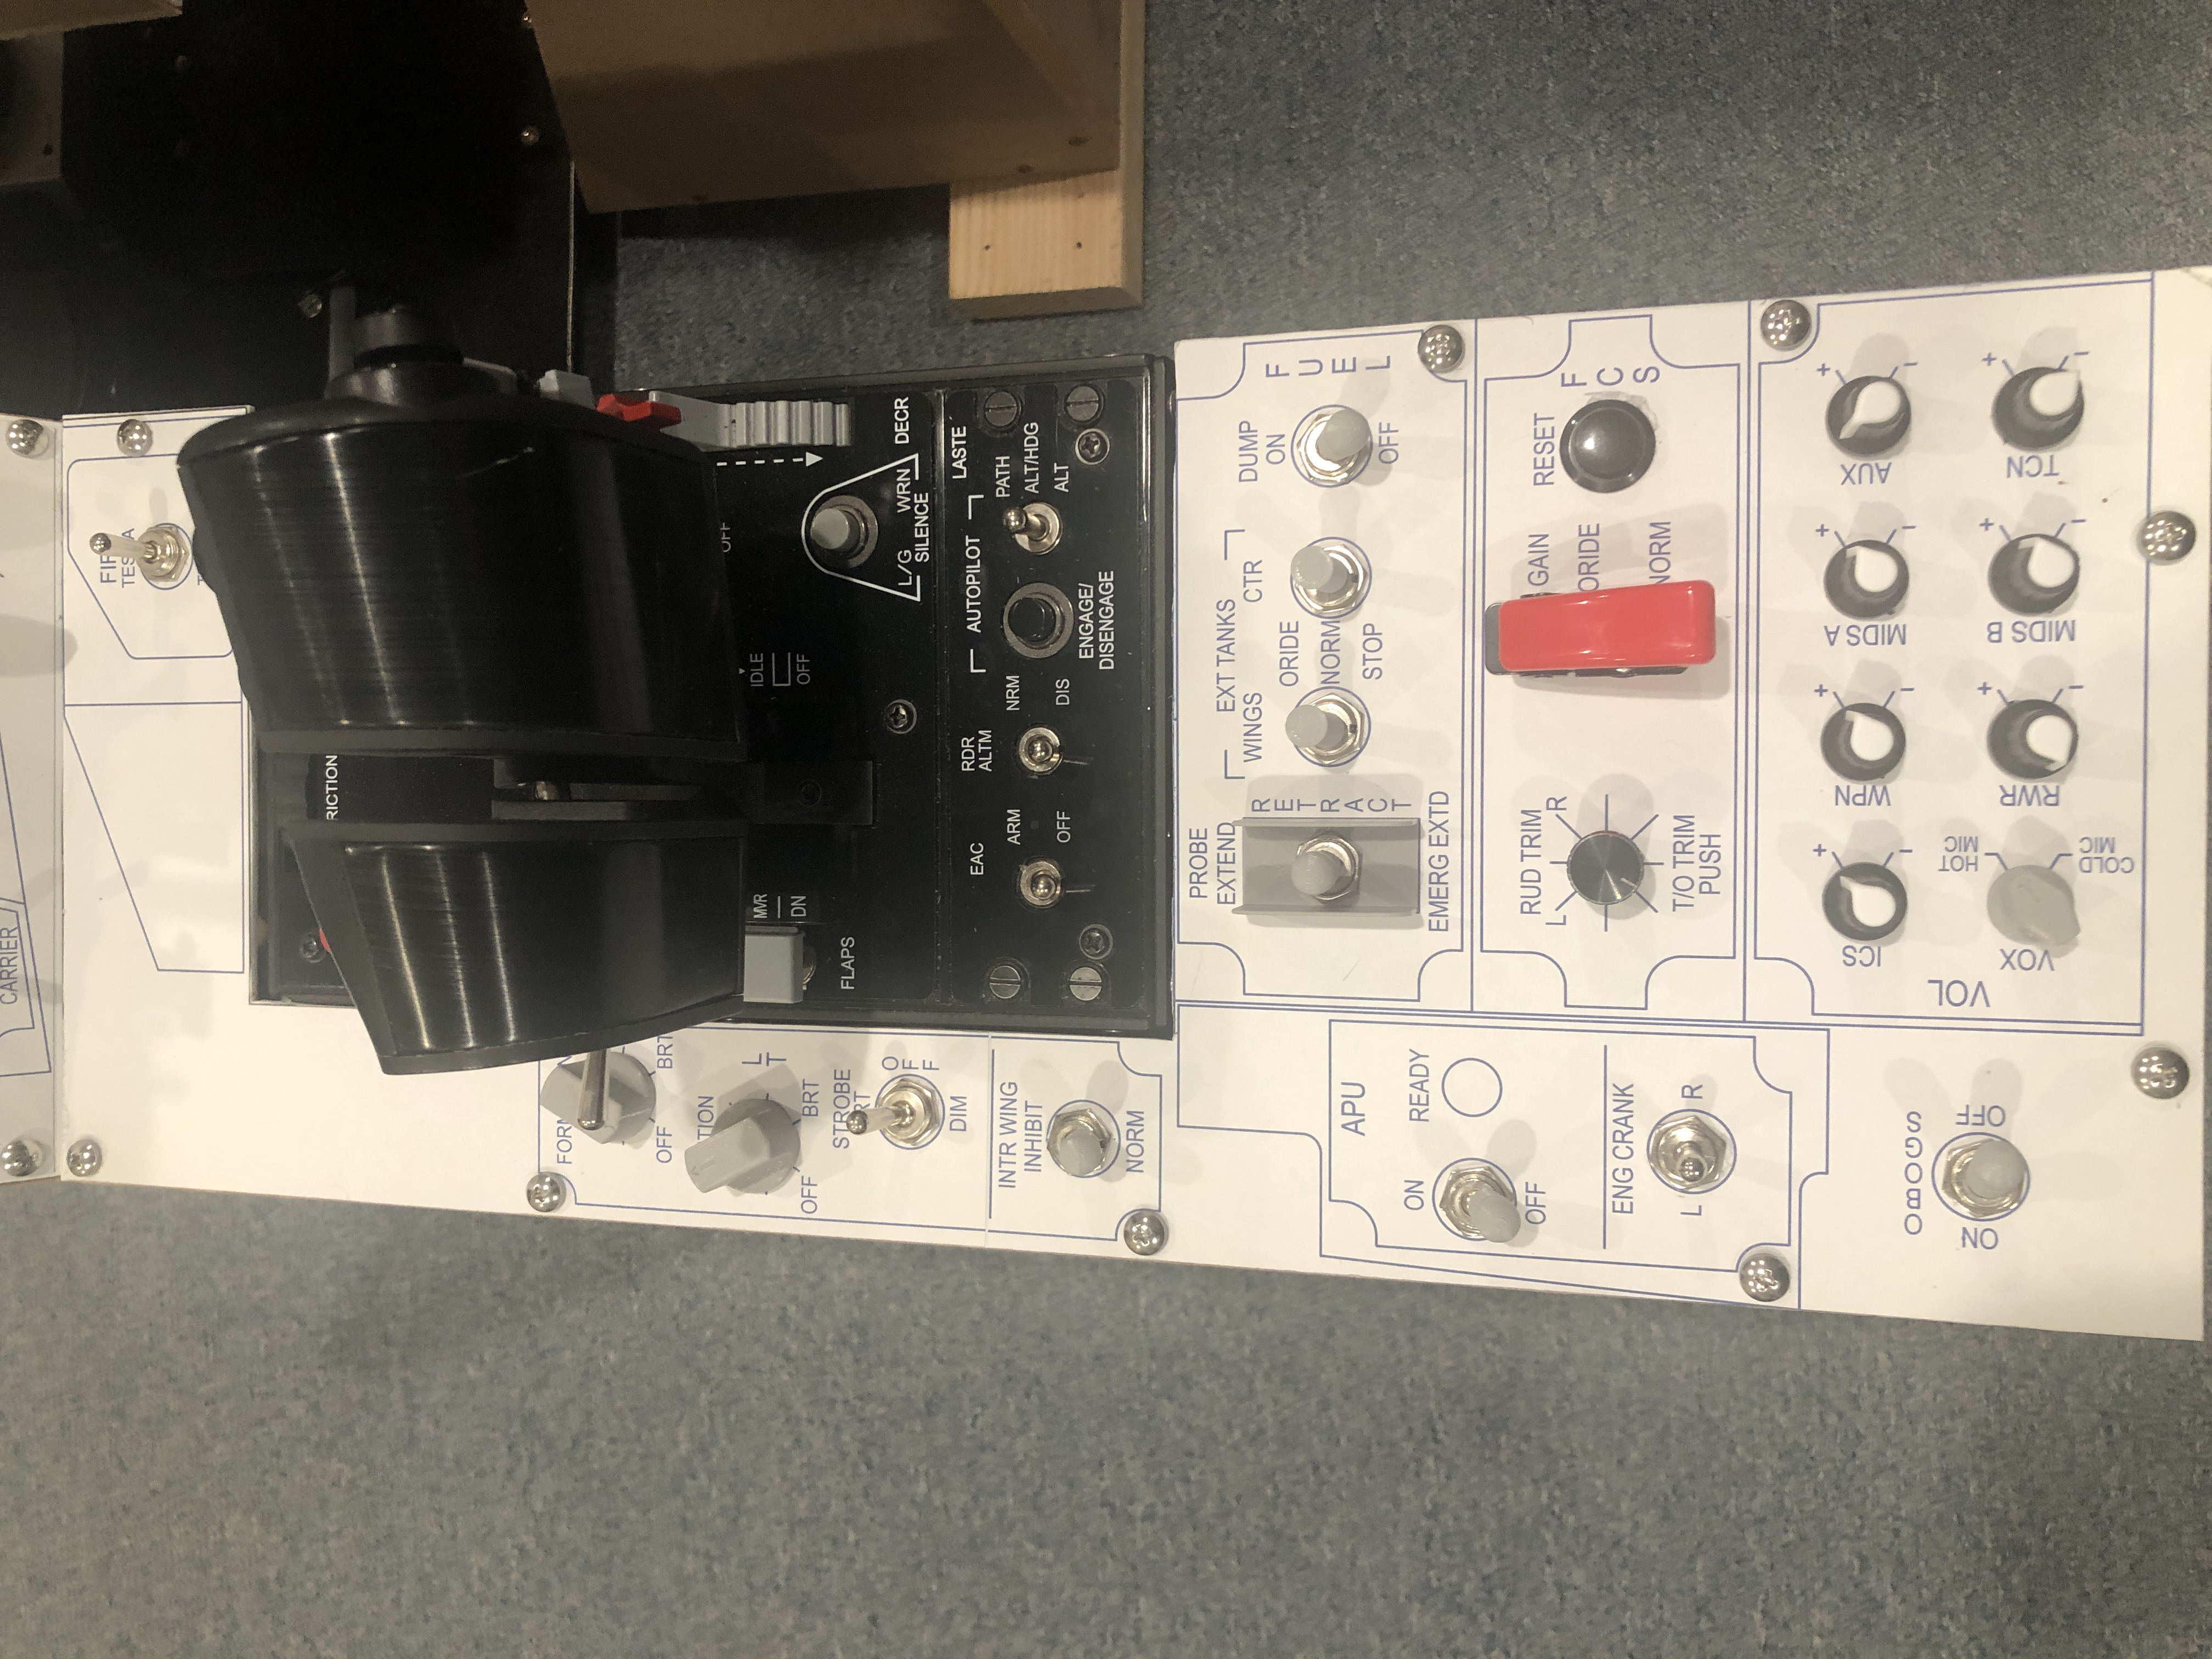 CARRIER
RICTION
OFF
BRT
TION
L
T
OFF
BRT
STROBE
OFF
DIM
INTR WING
INHIBIT
NORM
OFF
MVR
DN
FLAPS
IDLE
OFF
L/G WRN
SILENCE
DECR
EAC
ARM
OFF
RDR
ALTM
NRM
DIS
AUTOPILOT
ENGAGE/
DISENGAGE
LASTE
PATH
ALT/HDG
ALT
PROBE
EXTEND
RETRACT
EMERG EXTD
EXT TANKS
WINGS
CTR
ORIDE
NORM
STOP
DUMP
ON
OFF
FUEL
APU
ON
READY
OFF
ENG CRANK
L
R
RUD TRIM
L
R
T/O TRIM
PUSH
GAIN
ORIDE
NORM
RESET
FCS
OBOGS
ON
OFF
VOL
ICS
+
-
WPN
+
-
MIDS A
+
-
AUX
+
-
VOX
HOT
MIC
COLD
MIC
RWR
+
-
MIDS B
+
-
TCN
+
-